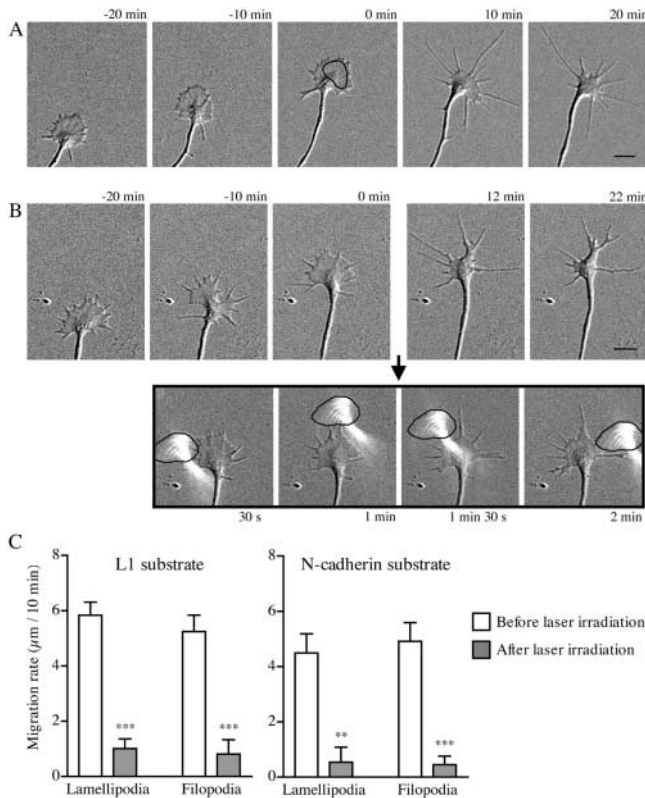 A
-20 min
-10 min
0 min
10 min
20 min
B
-20 min
-10 min
0 min
12 min
22 min
30 s
1 min
1 min 30 s
2 min
C
L1 substrate
N-cadherin substrate
Migration rate (µm / 10 min)
8
6
4
2
0
***
***
Lamellipodia
Filopodia
8
6
4
2
0
**
***
Lamellipodia
Filopodia
Before laser irradiation
After laser irradiation